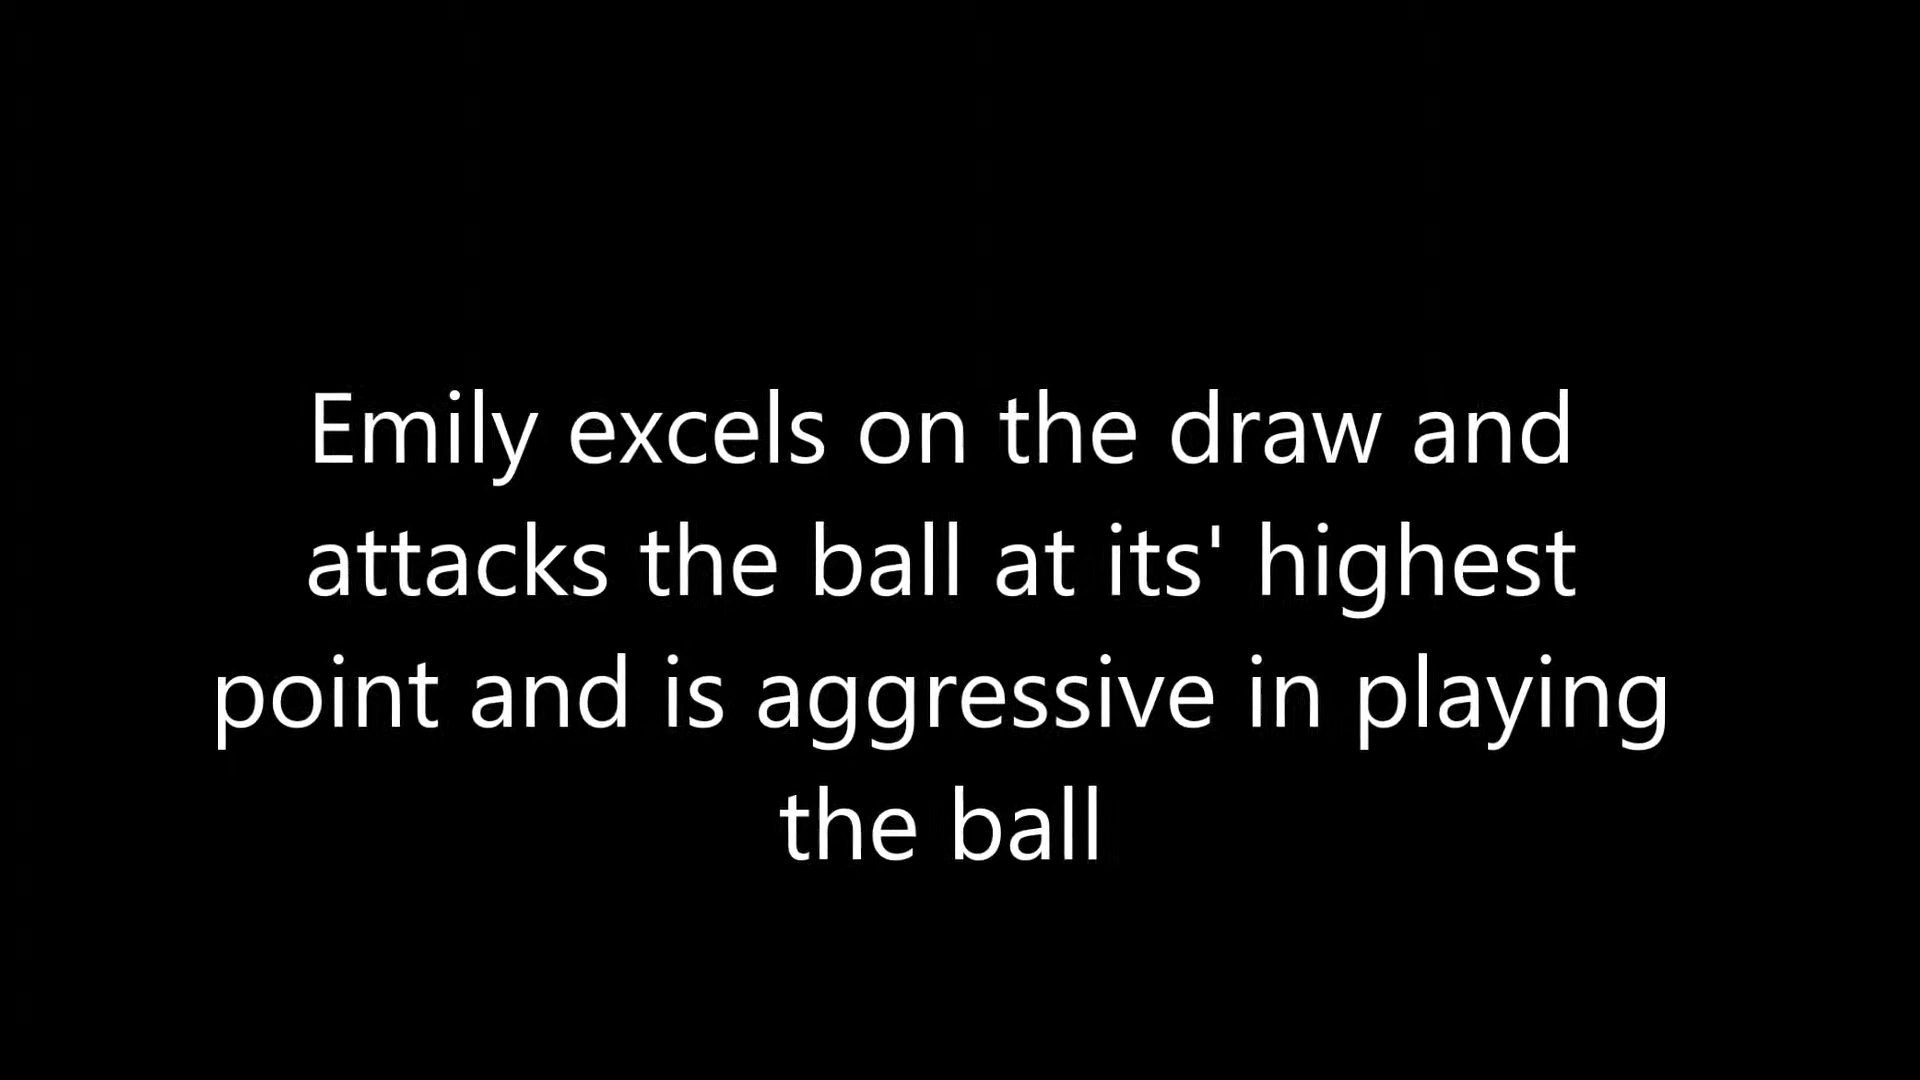 Emily excels on the draw and
attacks the ball at its' highest
point and is aggressive in playing
the ball